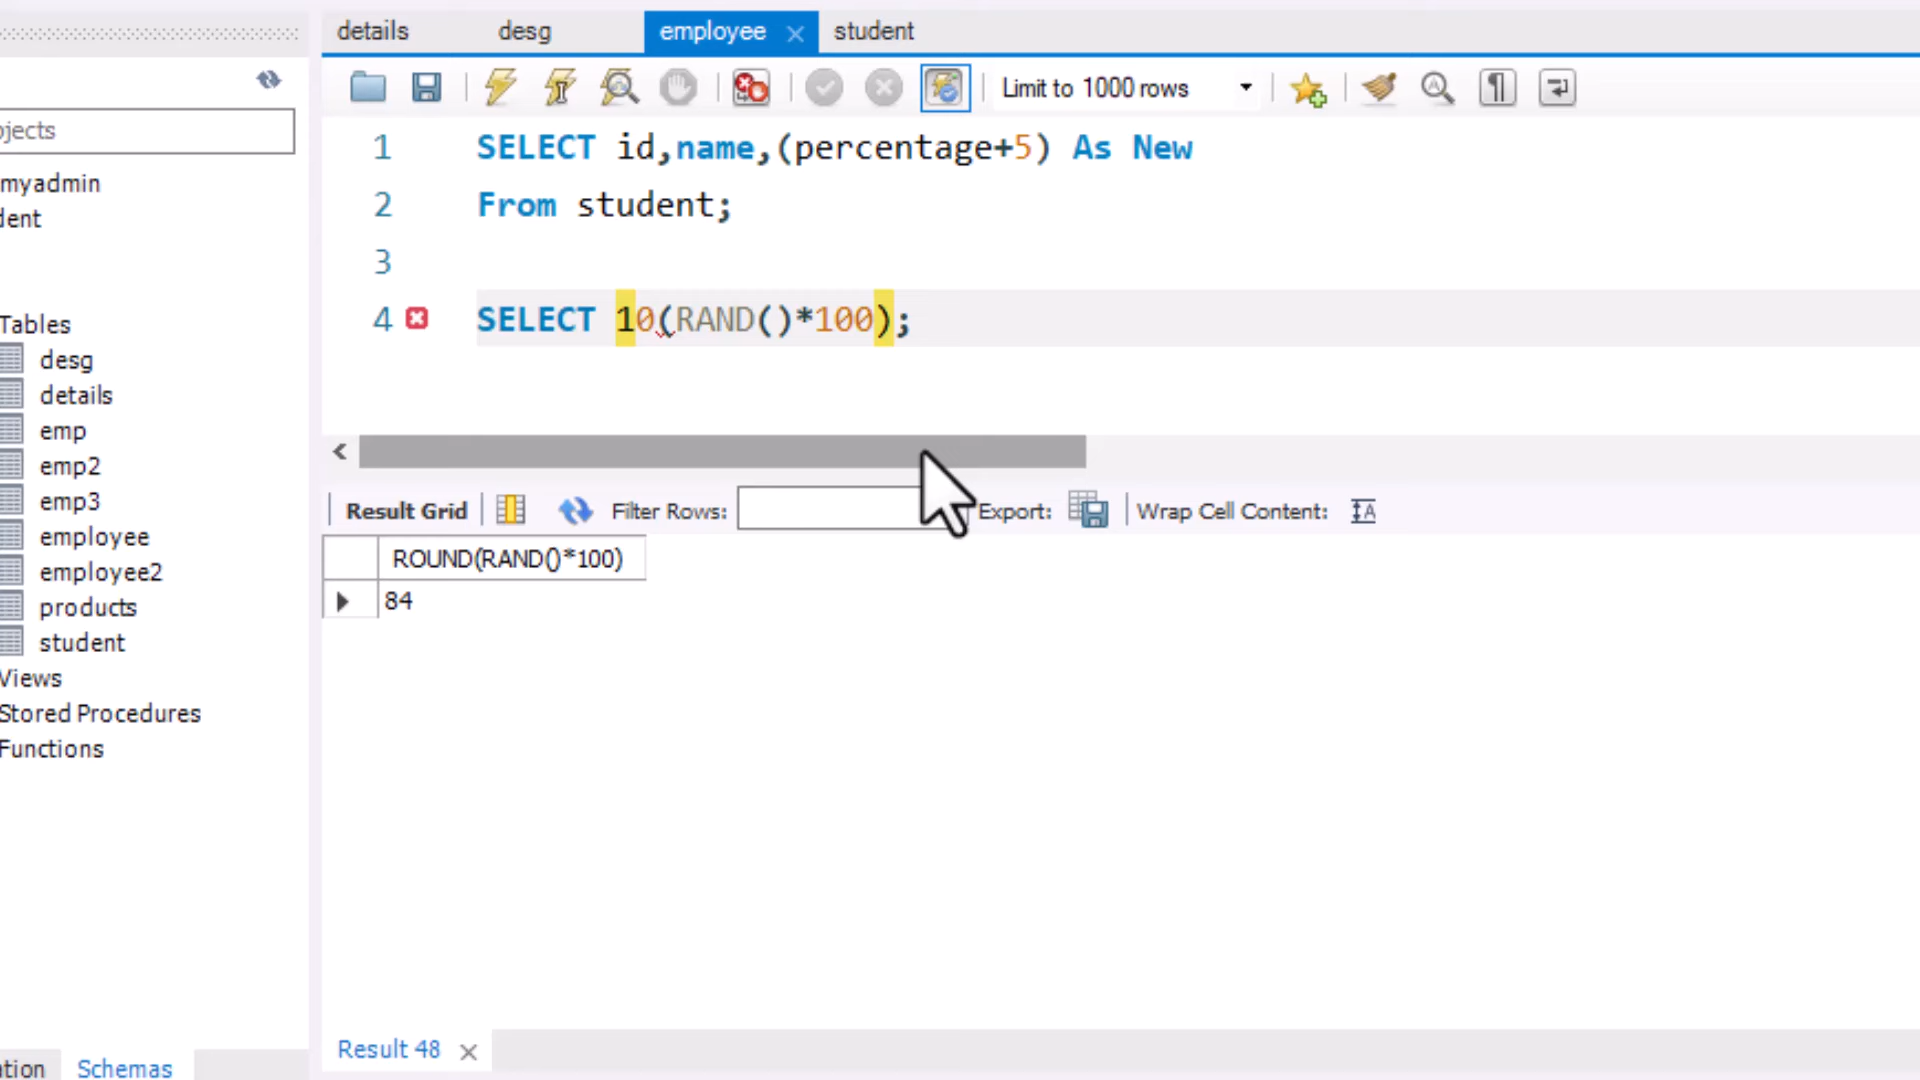 details desg employee student
Limit to 1000 rows
jects
myadmin
dent
Tables
desg
details
emp
emp2
emp3
employee
employee2
products
student
Views
Stored Procedures
Functions
ation Schemas
1 SELECT id,name,(percentage+5) As New
2 From student;
3
4 SELECT 10(RAND()*100);
Result Grid Filter Rows: Export: Wrap Cell Content:
ROUND(RAND()*100)
84
Result 48